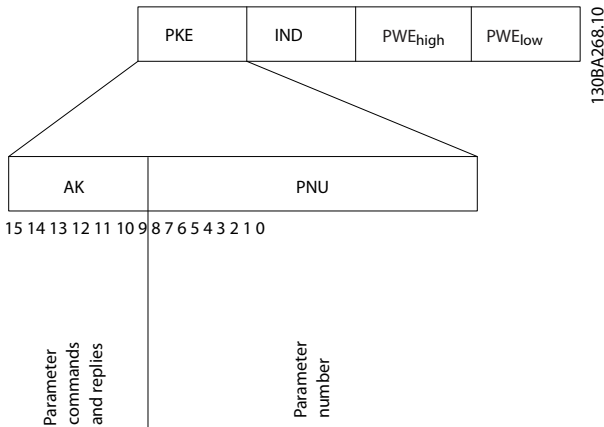 PKE IND PWEhigh PWElow
130BA268.10
AK PNU
15 14 13 12 11 10 9 8 7 6 5 4 3 2 1 0
Parameter
commands
and replies
Parameter
number